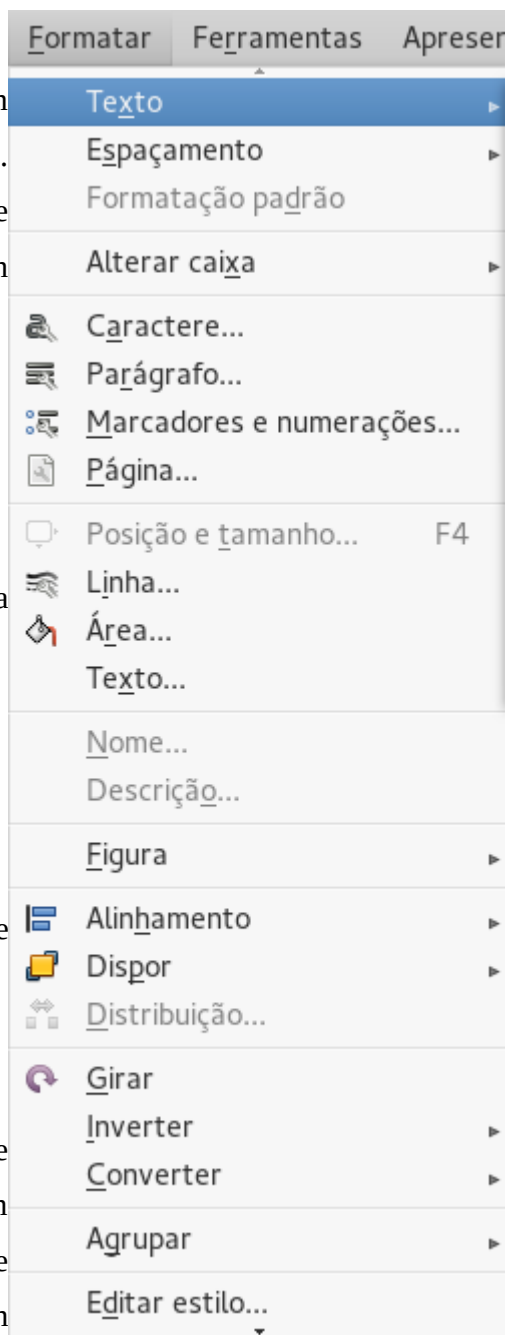 Formatar Ferramentas Apresen
Texto
Espaçamento
Formatação padrão
Alterar caixa
Caractere...
Parágrafo...
Marcadores e numerações...
Página...
Posição e tamanho... F4
Linha...
Área...
Texto...
Nome...
Descrição...
Figura
Alinhamento
Dispor
Distribuição...
Girar
Inverter
Converter
Agrupar
Editar estilo...